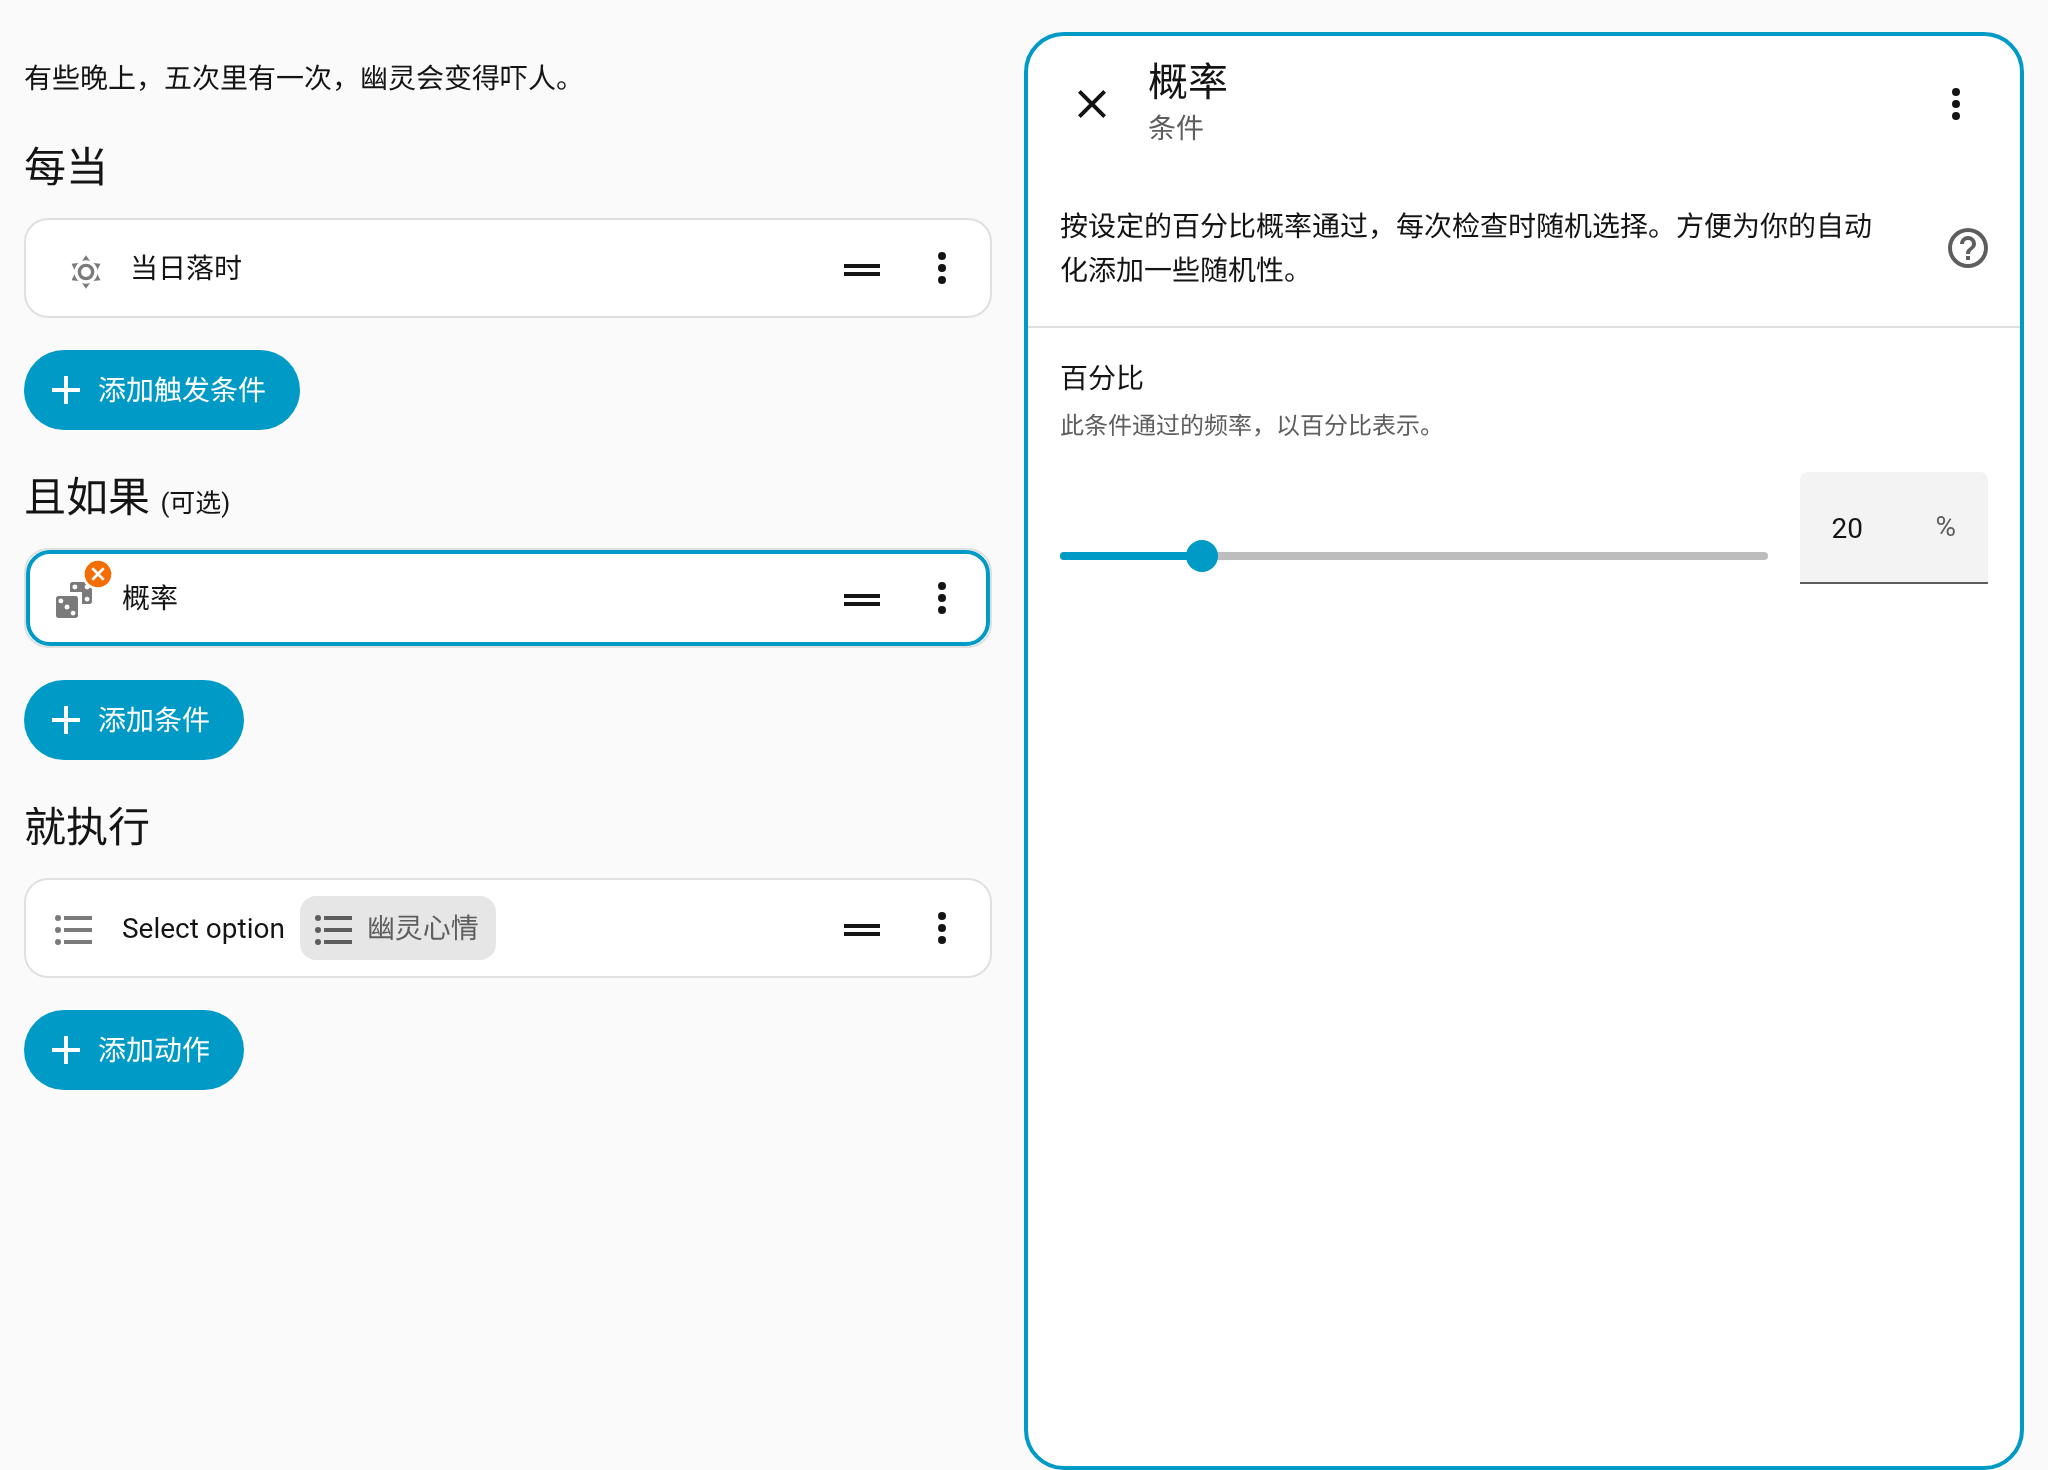 有些晚上，五次里有一次，幽灵会变得吓人。
每当
当日落时
添加触发条件
且如果 (可选)
概率
添加条件
就执行
Select option 幽灵心情
添加动作
概率
条件
按设定的百分比概率通过，每次检查时随机选择。方便为你的自动
化添加一些随机性。
百分比
此条件通过的频率，以百分比表示。
20 %